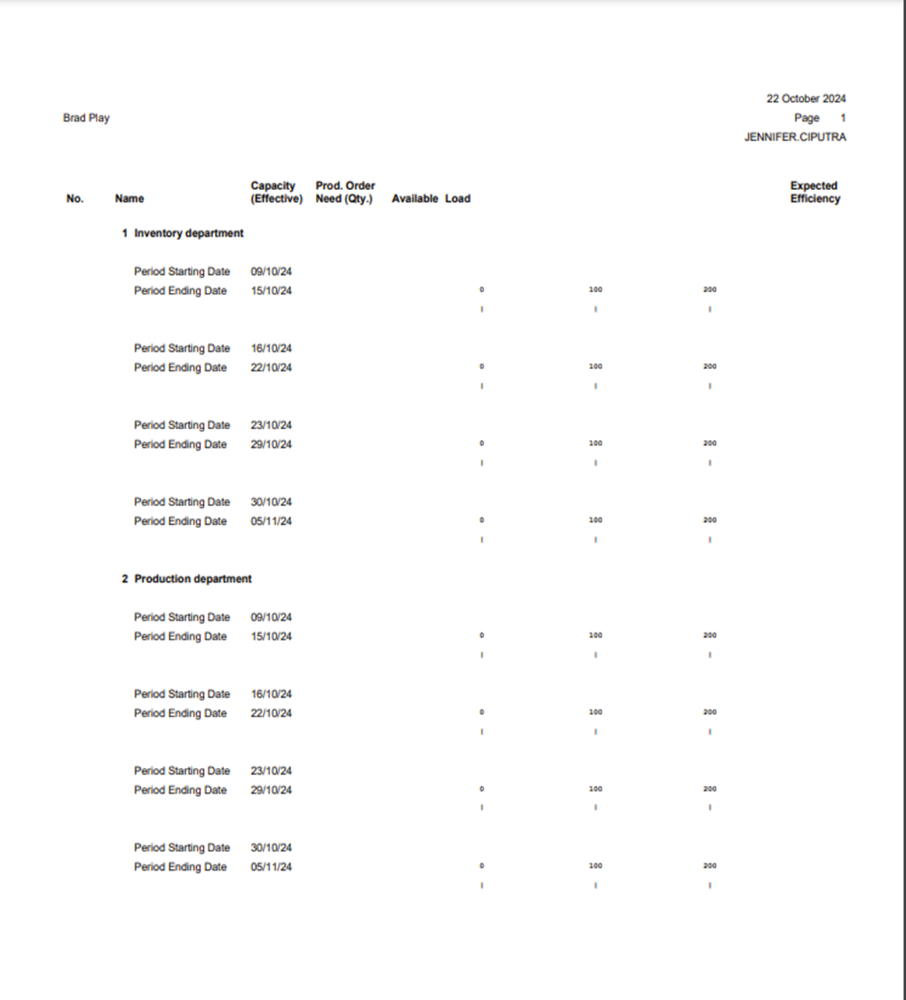 22 October 2024
Brad Play Page 1
JENNIFER.CIPUTRA
Capacity Prod. Order Expected
No. Name (Effective) Need (Qty.) Available Load Efficiency
1 Inventory department
Period Starting Date 09/10/24
Period Ending Date 15/10/24 0 100 200
Period Starting Date 16/10/24
Period Ending Date 22/10/24 0 100 200
Period Starting Date 23/10/24
Period Ending Date 29/10/24 0 100 200
Period Starting Date 30/10/24
Period Ending Date 05/11/24 0 100 200
2 Production department
Period Starting Date 09/10/24
Period Ending Date 15/10/24 0 100 200
Period Starting Date 16/10/24
Period Ending Date 22/10/24 0 100 200
Period Starting Date 23/10/24
Period Ending Date 29/10/24 0 100 200
Period Starting Date 30/10/24
Period Ending Date 05/11/24 0 100 200